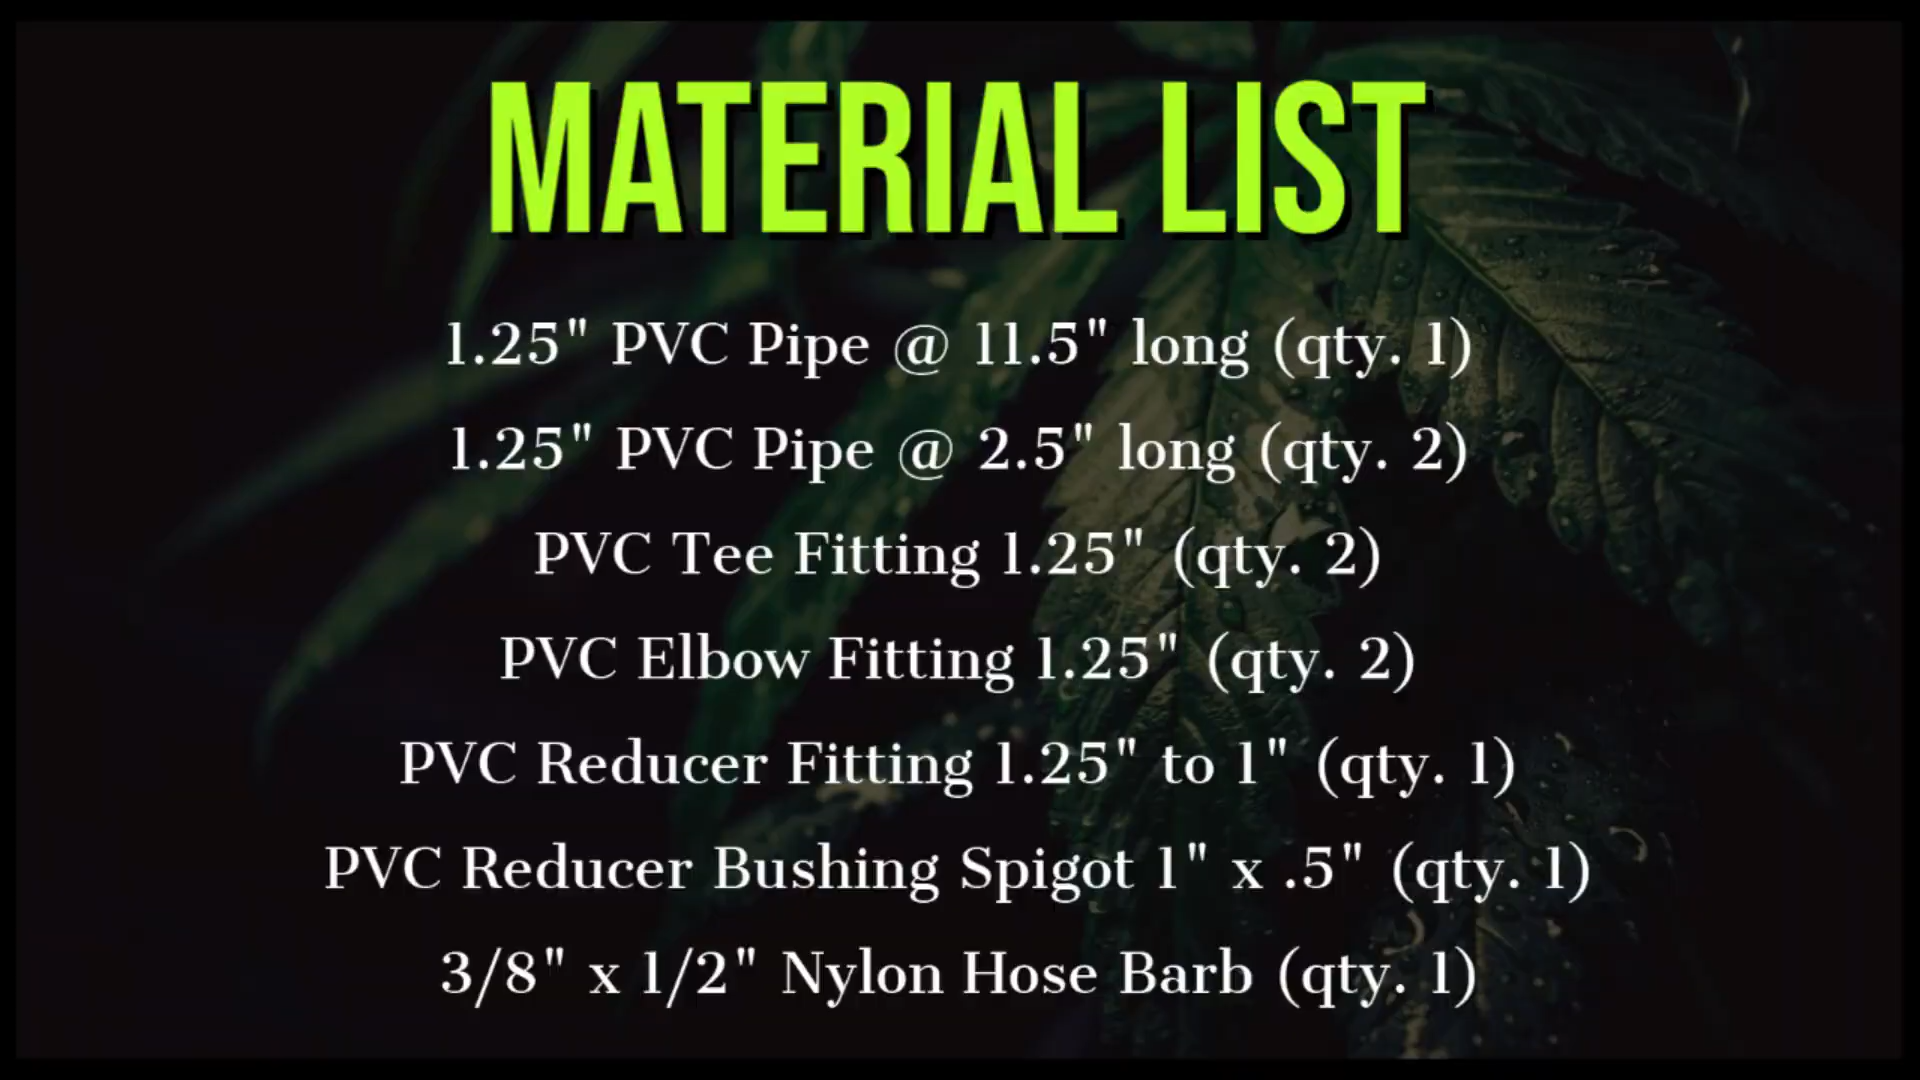 MATERIAL LIST
1.25" PVC Pipe @ 11.5" long (qty. 1)
1.25" PVC Pipe @ 2.5" long (qty. 2)
PVC Tee Fitting 1.25" (qty. 2)
PVC Elbow Fitting 1.25" (qty. 2)
PVC Reducer Fitting 1.25" to 1" (qty. 1)
PVC Reducer Bushing Spigot 1" x .5" (qty. 1)
3/8" x 1/2" Nylon Hose Barb (qty. 1)